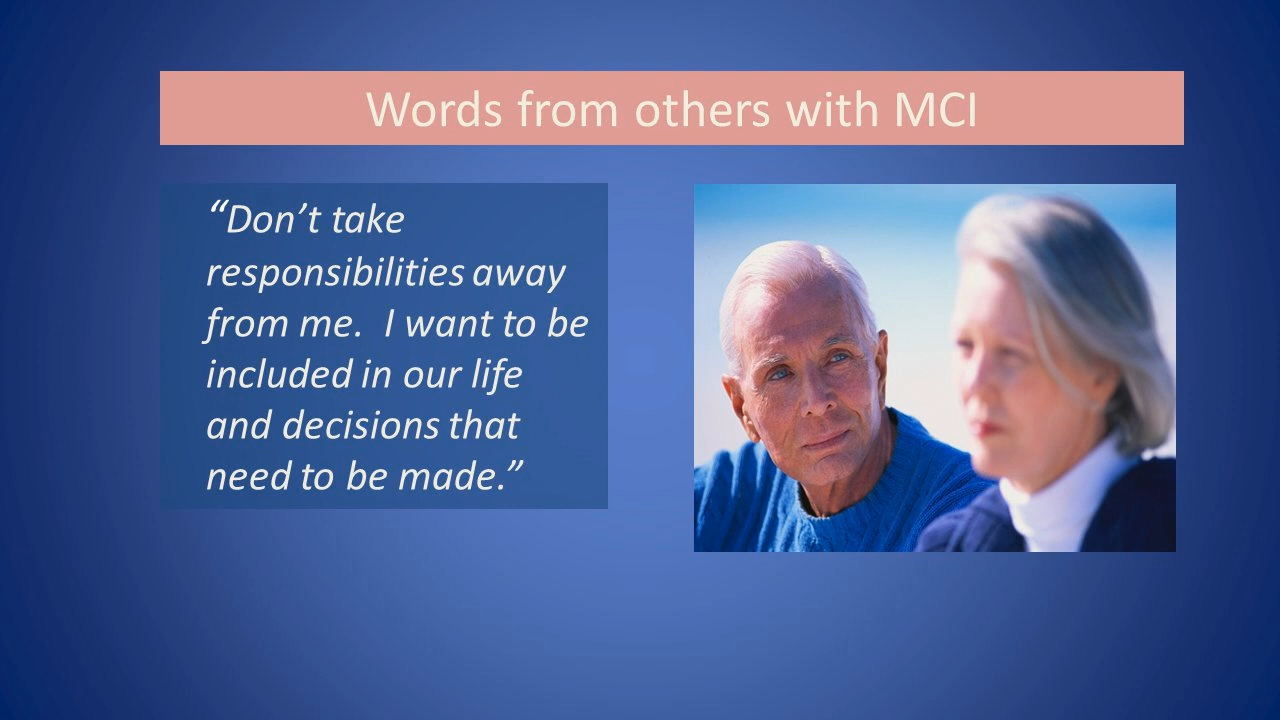 Words from others with MCI
“Don’t take
responsibilities away
from me.  I want to be
included in our life
and decisions that
need to be made.”